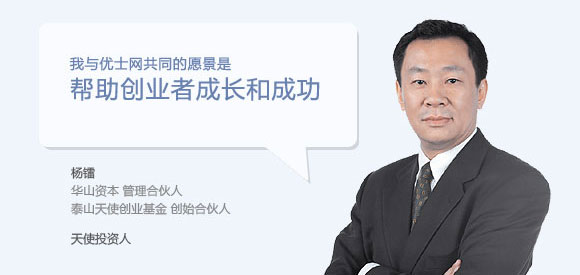 我与优士网共同的愿景是
帮助创业者成长和成功
杨镭
华山资本 管理合伙人
泰山天使创业基金 创始合伙人
天使投资人